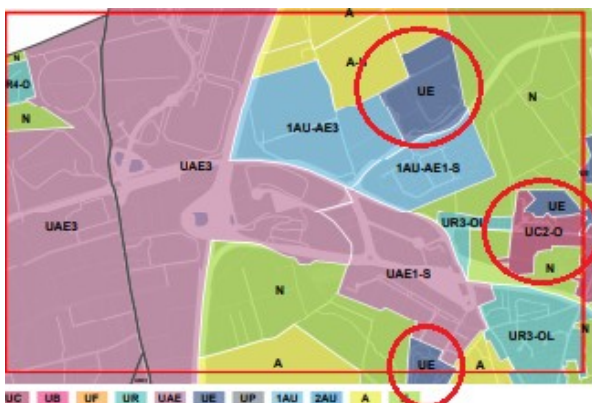 A
A-
N
R4-O
UE
N
N
1AU-AE3
UAE3
1AU-AE1-S
UE
UAE3
UR3-OL
UC2-O
UAE1-S
N
N
UR3-OL
N
A
UE
A
UC UB UF UR UAE UE UP 1AU 2AU A